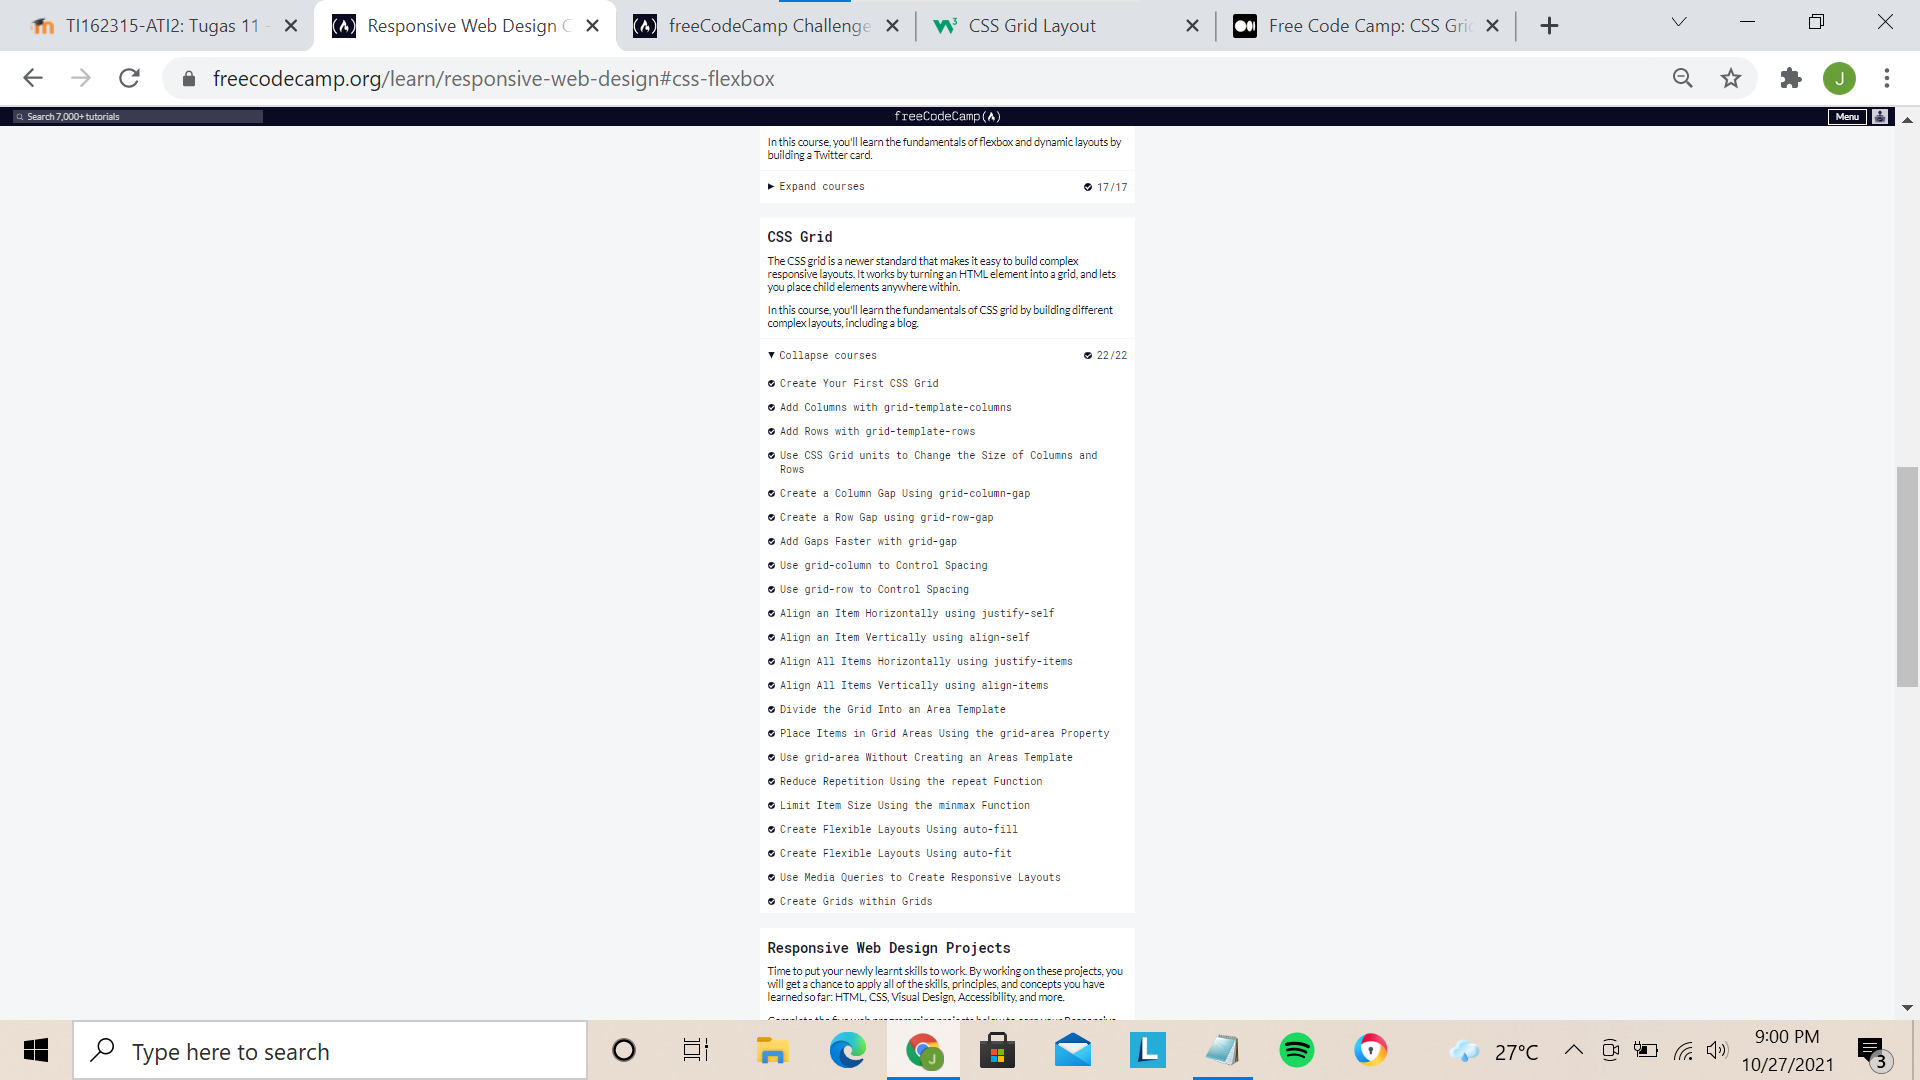 TI162315-ATI2: Tugas 11 -
Responsive Web Design C
freeCodeCamp Challenge
CSS Grid Layout
Free Code Camp: CSS Grid
freecodecamp.org/learn/responsive-web-design#css-flexbox
J
Search 7,000+ tutorials
freeCodeCamp
Menu
In this course, you'll learn the fundamentals of flexbox and dynamic layouts by
building a Twitter card.
Expand courses
17/17
CSS Grid
The CSS grid is a newer standard that makes it easy to build complex
responsive layouts. It works by turning an HTML element into a grid, and lets
you place child elements anywhere within.
In this course, you'll learn the fundamentals of CSS grid by building different
complex layouts, including a blog.
Collapse courses
22/22
Create Your First CSS Grid
Add Columns with grid-template-columns
Add Rows with grid-template-rows
Use CSS Grid units to Change the Size of Columns and
Rows
Create a Column Gap Using grid-column-gap
Create a Row Gap using grid-row-gap
Add Gaps Faster with grid-gap
Use grid-column to Control Spacing
Use grid-row to Control Spacing
Align an Item Horizontally using justify-self
Align an Item Vertically using align-self
Align All Items Horizontally using justify-items
Align All Items Vertically using align-items
Divide the Grid Into an Area Template
Place Items in Grid Areas Using the grid-area Property
Use grid-area Without Creating an Areas Template
Reduce Repetition Using the repeat Function
Limit Item Size Using the minmax Function
Create Flexible Layouts Using auto-fill
Create Flexible Layouts Using auto-fit
Use Media Queries to Create Responsive Layouts
Create Grids within Grids
Responsive Web Design Projects
Time to put your newly learnt skills to work. By working on these projects, you
will get a chance to apply all of the skills, principles, and concepts you have
learned so far: HTML, CSS, Visual Design, Accessibility, and more.
Type here to search
J
L
27°C
9:00 PM
10/27/2021
3